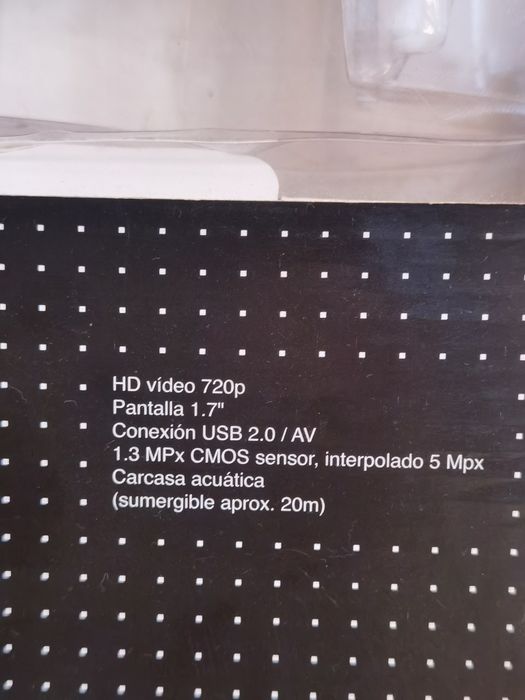 HD vídeo 720p
Pantalla 1.7"
Conexión USB 2.0 / AV
1.3 MPx CMOS sensor, interpolado 5 Mpx
Carcasa acuática
(sumergible aprox. 20m)